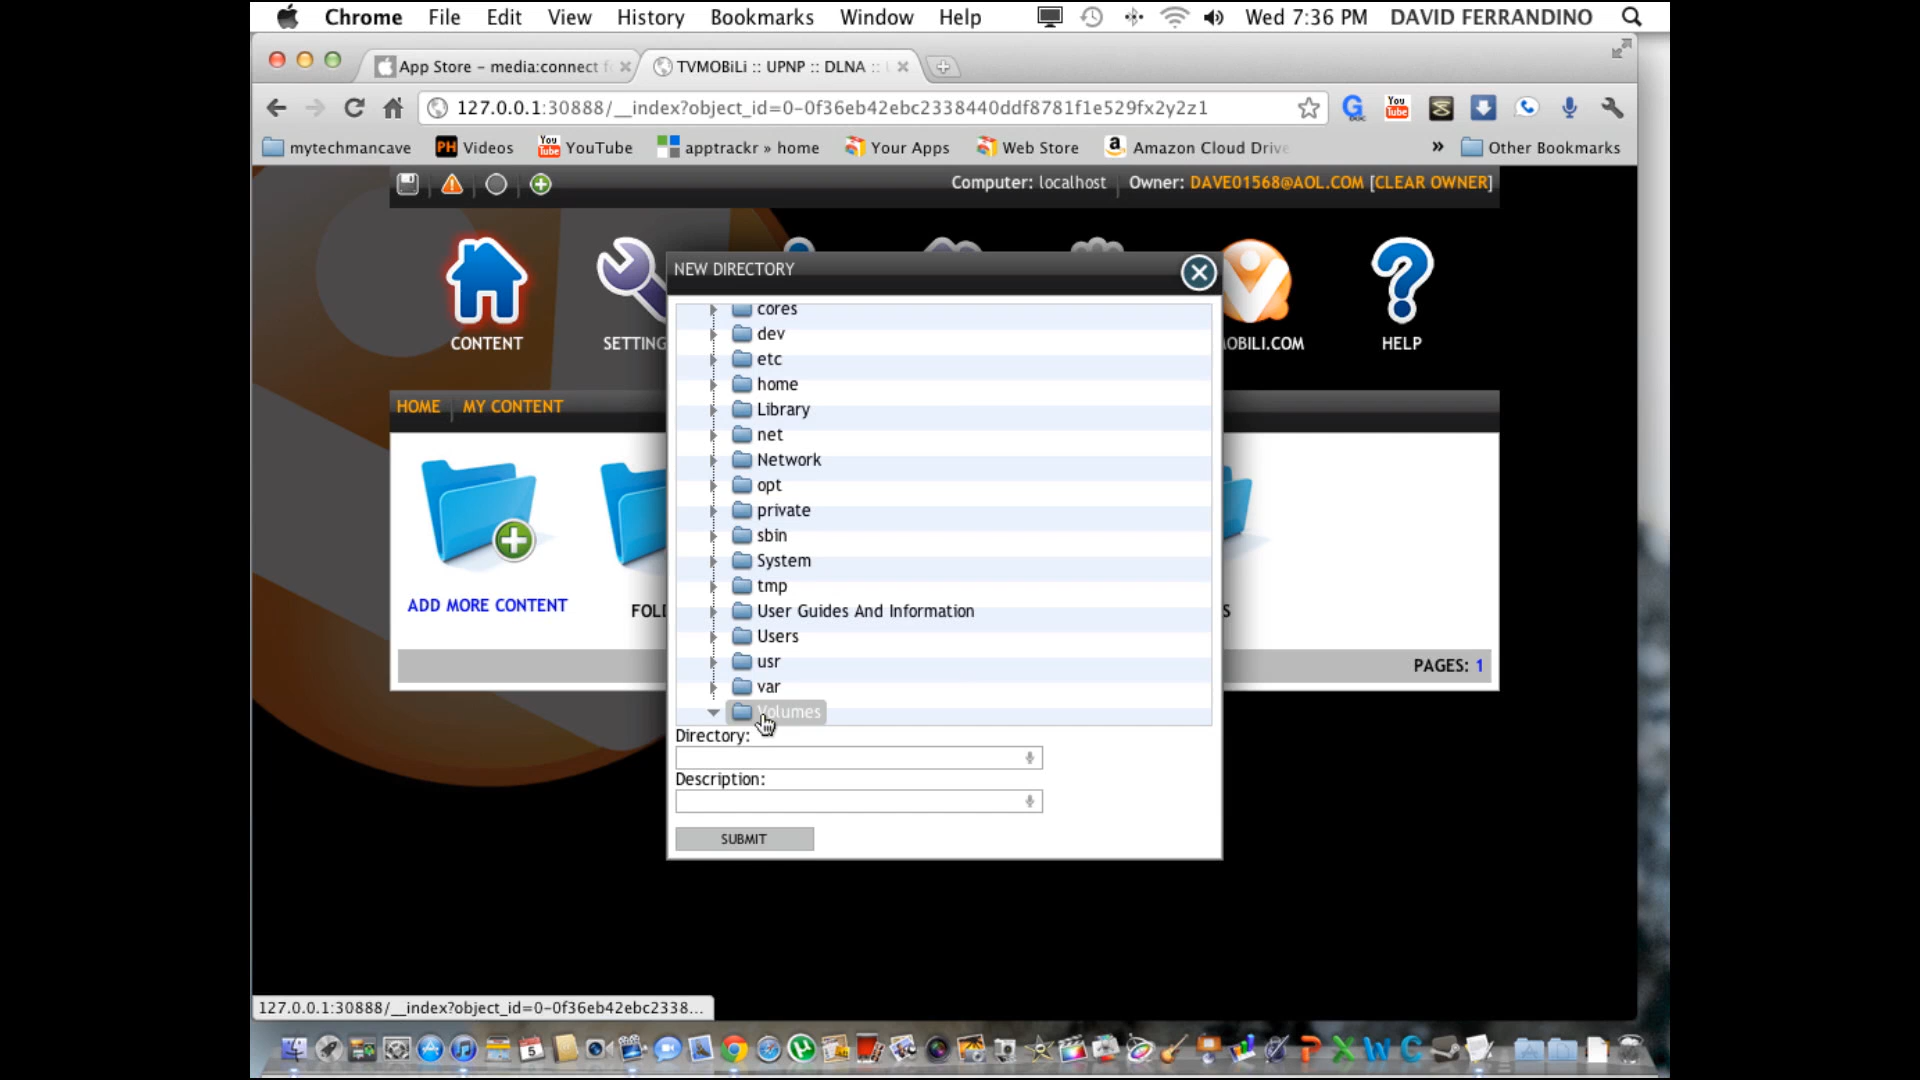 Chrome File Edit View History Bookmarks Window Help Wed 7:36 PM DAVID FERRANDINO
App Store – media:connect f TVMOBiLi :: UPNP :: DLNA ::
127.0.0.1:30888/__index?object_id=0-0f36eb42ebc2338440ddf8781f1e529fx2y2z1
mytechmancave PH Videos You Tube YouTube apptrackr » home Your Apps Web Store Amazon Cloud Drive » Other Bookmarks
Computer: localhost Owner: DAVE01568@AOL.COM [CLEAR OWNER]
NEW DIRECTORY
CONTENT SETTING OBILI.COM HELP
HOME MY CONTENT
cores
dev
etc
home
Library
net
Network
opt
private
sbin
System
tmp
User Guides And Information
Users
usr
var
Volumes
ADD MORE CONTENT FOL S
PAGES: 1
Directory:
Description:
SUBMIT
127.0.0.1:30888/__index?object_id=0-0f36eb42ebc2338...